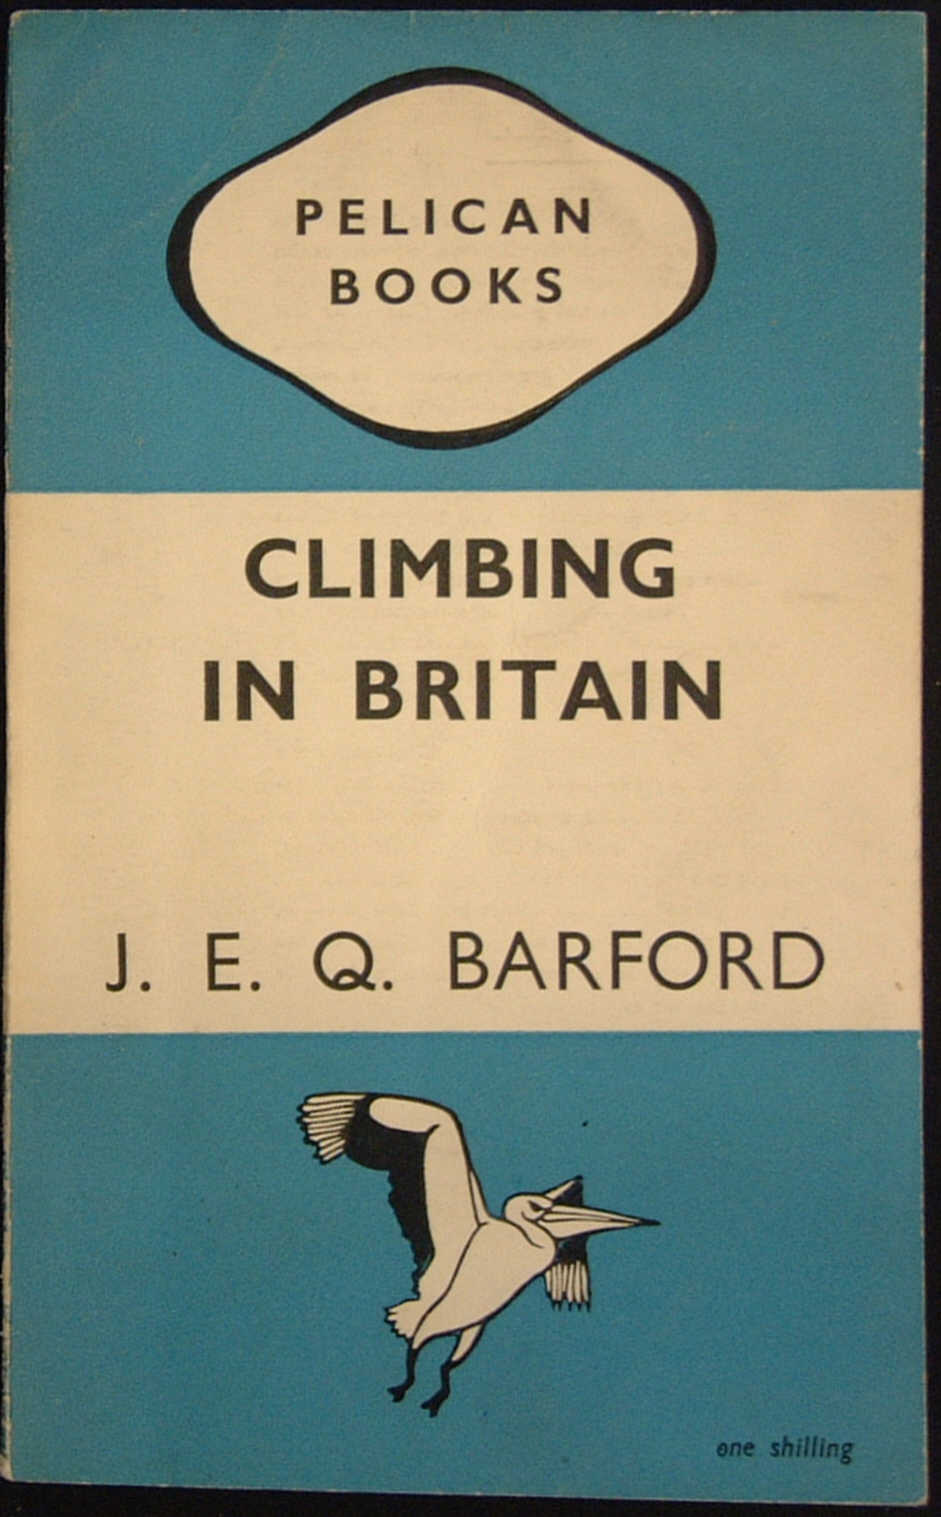 PELICAN
BOOKS
CLIMBING
IN BRITAIN
J. E. Q. BARFORD
one shilling